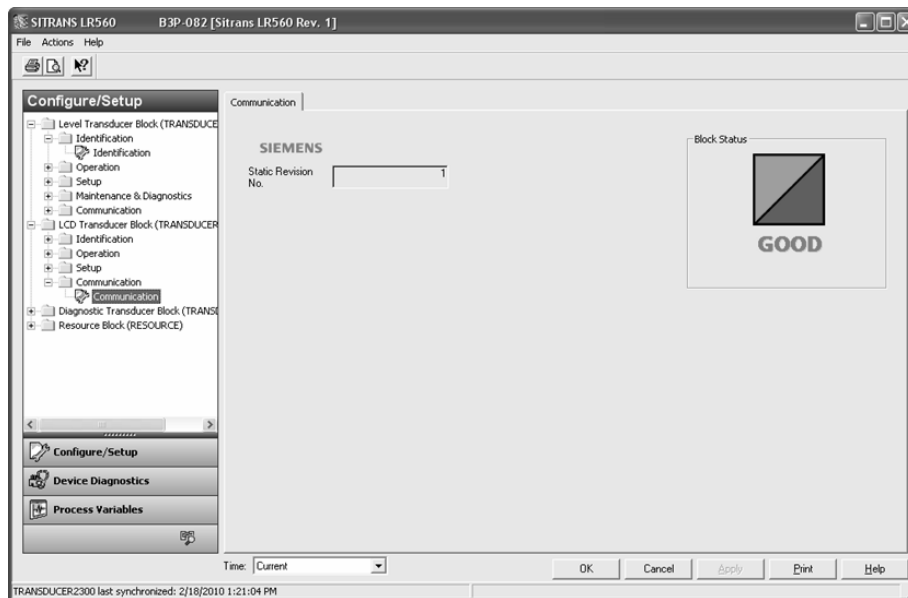 SITRANS LR560 B3P-082 [Sitrans LR560 Rev. 1]
File Actions Help
Configure/Setup
Level Transducer Block (TRANSDUCE
Identification
Identification
Operation
Setup
Maintenance & Diagnostics
Communication
LCD Transducer Block (TRANSDUCER
Identification
Operation
Setup
Communication
Communication
Diagnostic Transducer Block (TRANS
Resource Block (RESOURCE)
Configure/Setup
Device Diagnostics
Process Variables
Communication
SIEMENS
Static Revision
No.
1
Block Status
GOOD
Time: Current
OK Cancel Apply Print Help
TRANSDUCER2300 last synchronized: 2/18/2010 1:21:04 PM